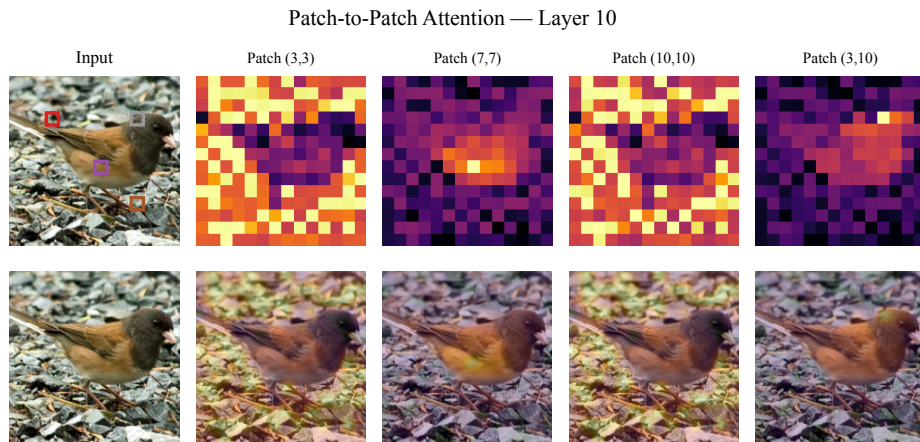 Patch-to-Patch Attention — Layer 10
Input
Patch (3,3)
Patch (7,7)
Patch (10,10)
Patch (3,10)